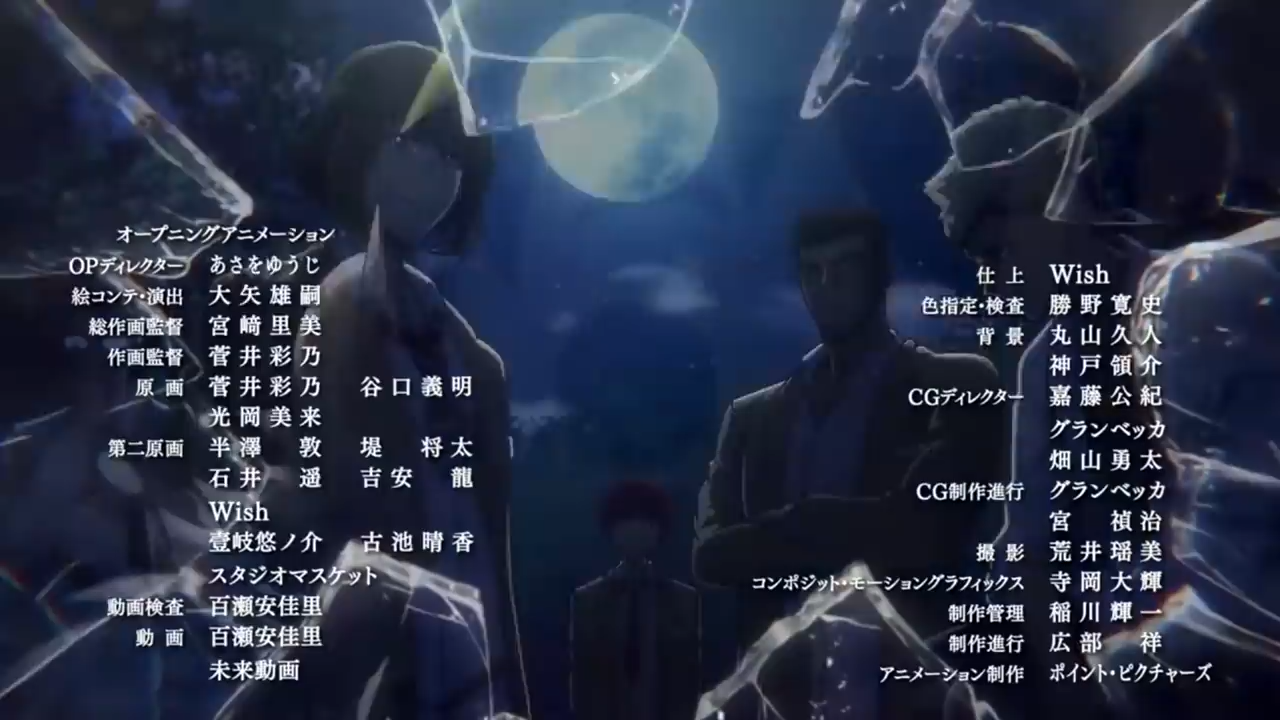 オープニングアニメーション
OPディレクター あさをゆうじ
絵コンテ・演出 大矢雄嗣
総作画監督 宮﨑里美
作画監督 菅井彩乃
原画 菅井彩乃 谷口義明
光岡美来
第二原画 半澤 敦 堤 将太
石井 遥 吉安 龍
Wish
壹岐悠ノ介 古池晴香
スタジオマスケット
動画検査 百瀬安佳里
動画 百瀬安佳里
未来動画
仕上 Wish
色指定・検査 勝野寛史
背景 丸山久人
神戸領介
CGディレクター 嘉藤公紀
グランベッカ
畑山勇太
CG制作進行 グランベッカ
宮 禎治
撮影 荒井瑶美
コンポジット・モーショングラフィックス 寺岡大輝
制作管理 稲川輝一
制作進行 広部 祥
アニメーション制作 ポイント・ピクチャーズ